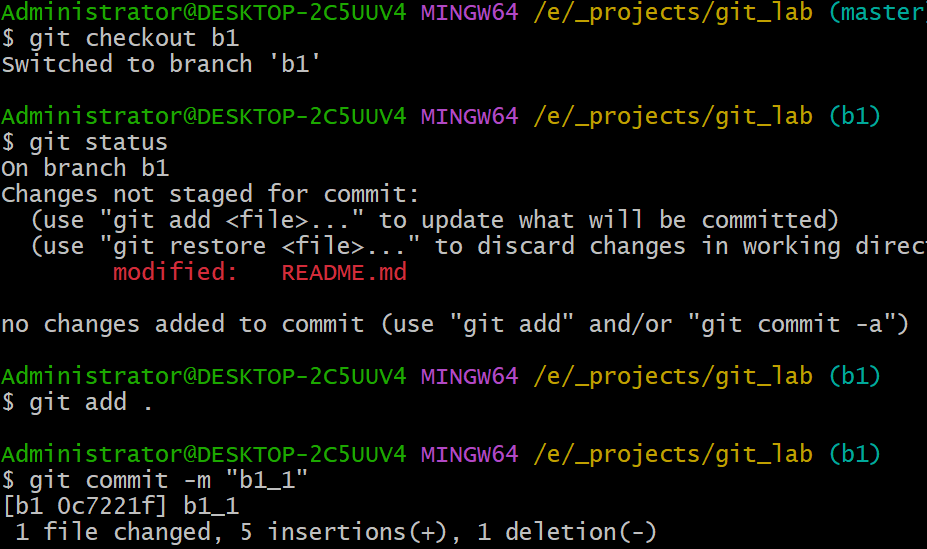 Administrator@DESKTOP-2C5UUV4 MINGW64 /e/_projects/git_lab (master)
$ git checkout b1
Switched to branch 'b1'
Administrator@DESKTOP-2C5UUV4 MINGW64 /e/_projects/git_lab (b1)
$ git status
On branch b1
Changes not staged for commit:
  (use "git add <file>..." to update what will be committed)
  (use "git restore <file>..." to discard changes in working direct
        modified:   README.md
no changes added to commit (use "git add" and/or "git commit -a")
Administrator@DESKTOP-2C5UUV4 MINGW64 /e/_projects/git_lab (b1)
$ git add .
Administrator@DESKTOP-2C5UUV4 MINGW64 /e/_projects/git_lab (b1)
$ git commit -m "b1_1"
[b1 0c7221f] b1_1
 1 file changed, 5 insertions(+), 1 deletion(-)